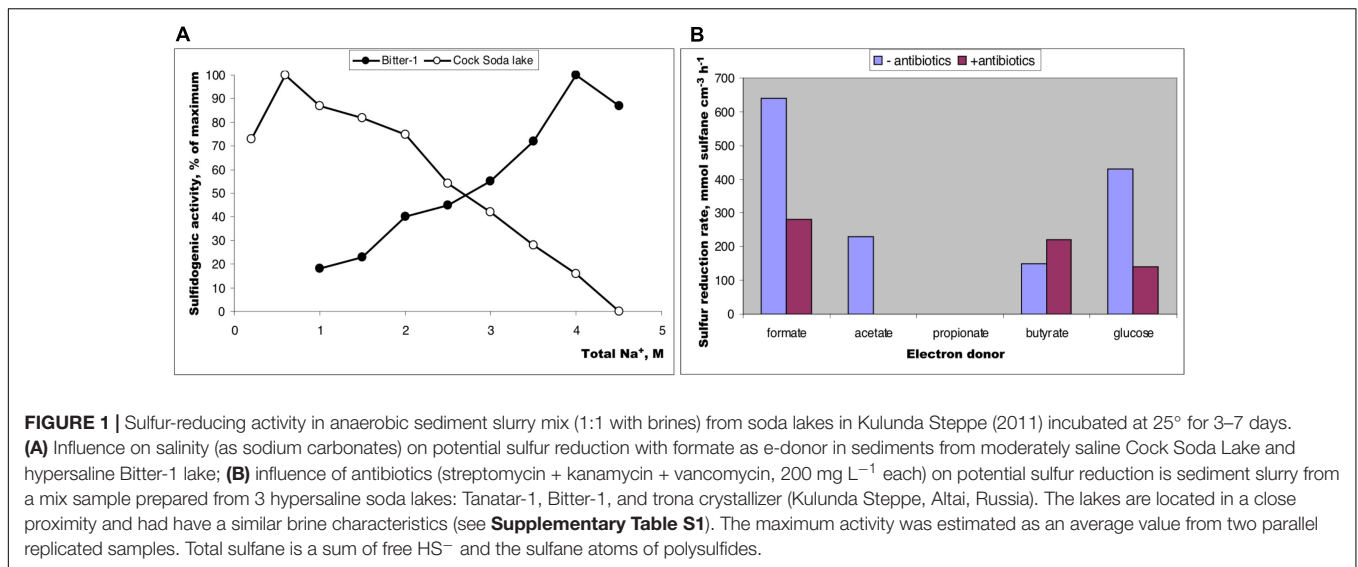 A
B
Bitter-1 Cock Soda lake
- antibiotics +antibiotics
Sulfidogenic activity, % of maximum
100
90
80
70
60
50
40
30
20
10
0
0 1 2 3 4 5
Total Na⁺, M
Sulfur reduction rate, mmol sulfane cm⁻³ h⁻¹
700
600
500
400
300
200
100
0
formate acetate propionate butyrate glucose
Electron donor
FIGURE 1 | Sulfur-reducing activity in anaerobic sediment slurry mix (1:1 with brines) from soda lakes in Kulunda Steppe (2011) incubated at 25° for 3–7 days.
(A) Influence on salinity (as sodium carbonates) on potential sulfur reduction with formate as e-donor in sediments from moderately saline Cock Soda Lake and
hypersaline Bitter-1 lake; (B) influence of antibiotics (streptomycin + kanamycin + vancomycin, 200 mg L⁻¹ each) on potential sulfur reduction is sediment slurry from
a mix sample prepared from 3 hypersaline soda lakes: Tanatar-1, Bitter-1, and trona crystallizer (Kulunda Steppe, Altai, Russia). The lakes are located in a close
proximity and had have a similar brine characteristics (see Supplementary Table S1). The maximum activity was estimated as an average value from two parallel
replicated samples. Total sulfane is a sum of free HS⁻ and the sulfane atoms of polysulfides.